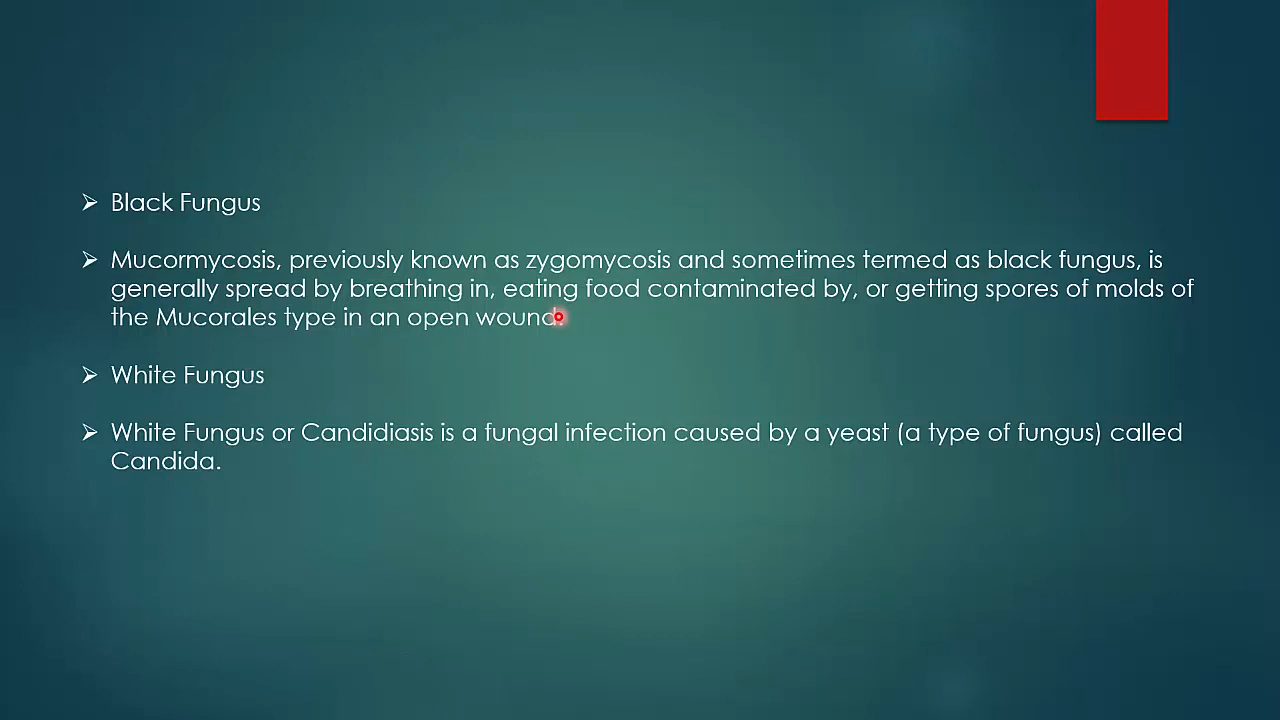 Black Fungus
Mucormycosis, previously known as zygomycosis and sometimes termed as black fungus, is
generally spread by breathing in, eating food contaminated by, or getting spores of molds of
the Mucorales type in an open wound.
White Fungus
White Fungus or Candidiasis is a fungal infection caused by a yeast (a type of fungus) called
Candida.